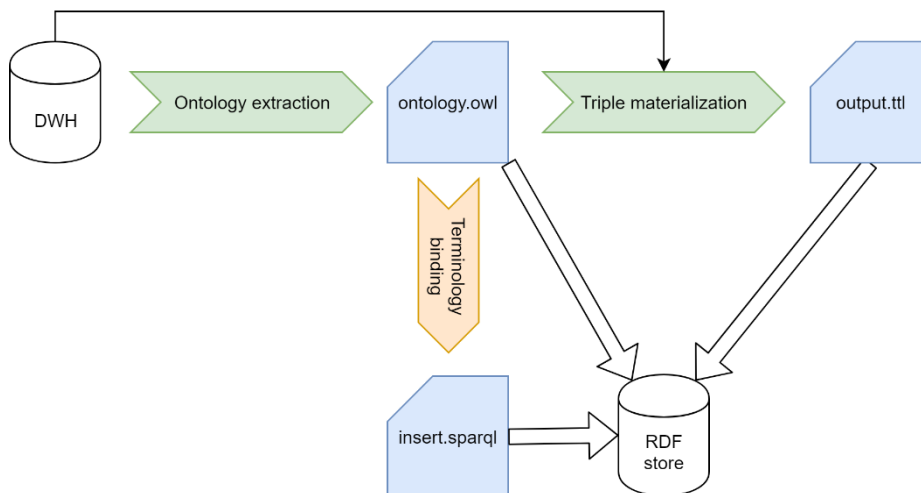 DWH
Ontology extraction
ontology.owl
Triple materialization
output.ttl
Terminology
binding
insert.sparql
RDF
store